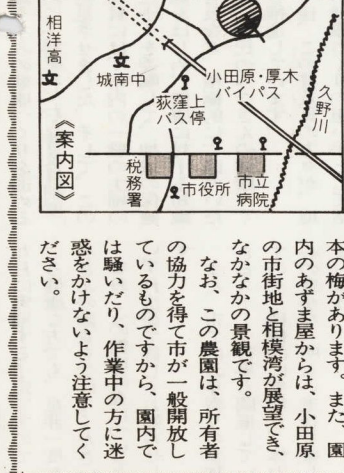 相洋高
城南中
荻窪上
バス停
小田原・厚木
バイパス
久野川
《案内図》
税務署
市役所
市立
病院
本の梅があります。また、園
内のあずま屋からは、小田原
の市街地と相模湾が展望でき、
なかなかの景観です。
なお、この農園は、所有者
の協力を得て市が一般開放し
ているものですから、園内で
は騒いだり、作業中の方に迷
惑をかけないよう注意してく
ださい。